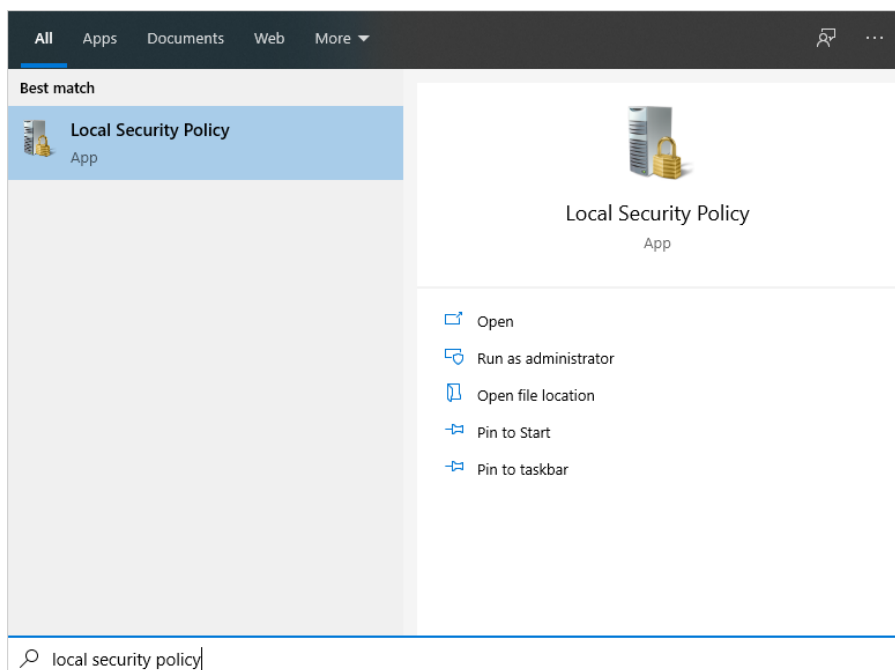 All Apps Documents Web More
Best match
Local Security Policy
App
Local Security Policy
App
Open
Run as administrator
Open file location
Pin to Start
Pin to taskbar
local security policy